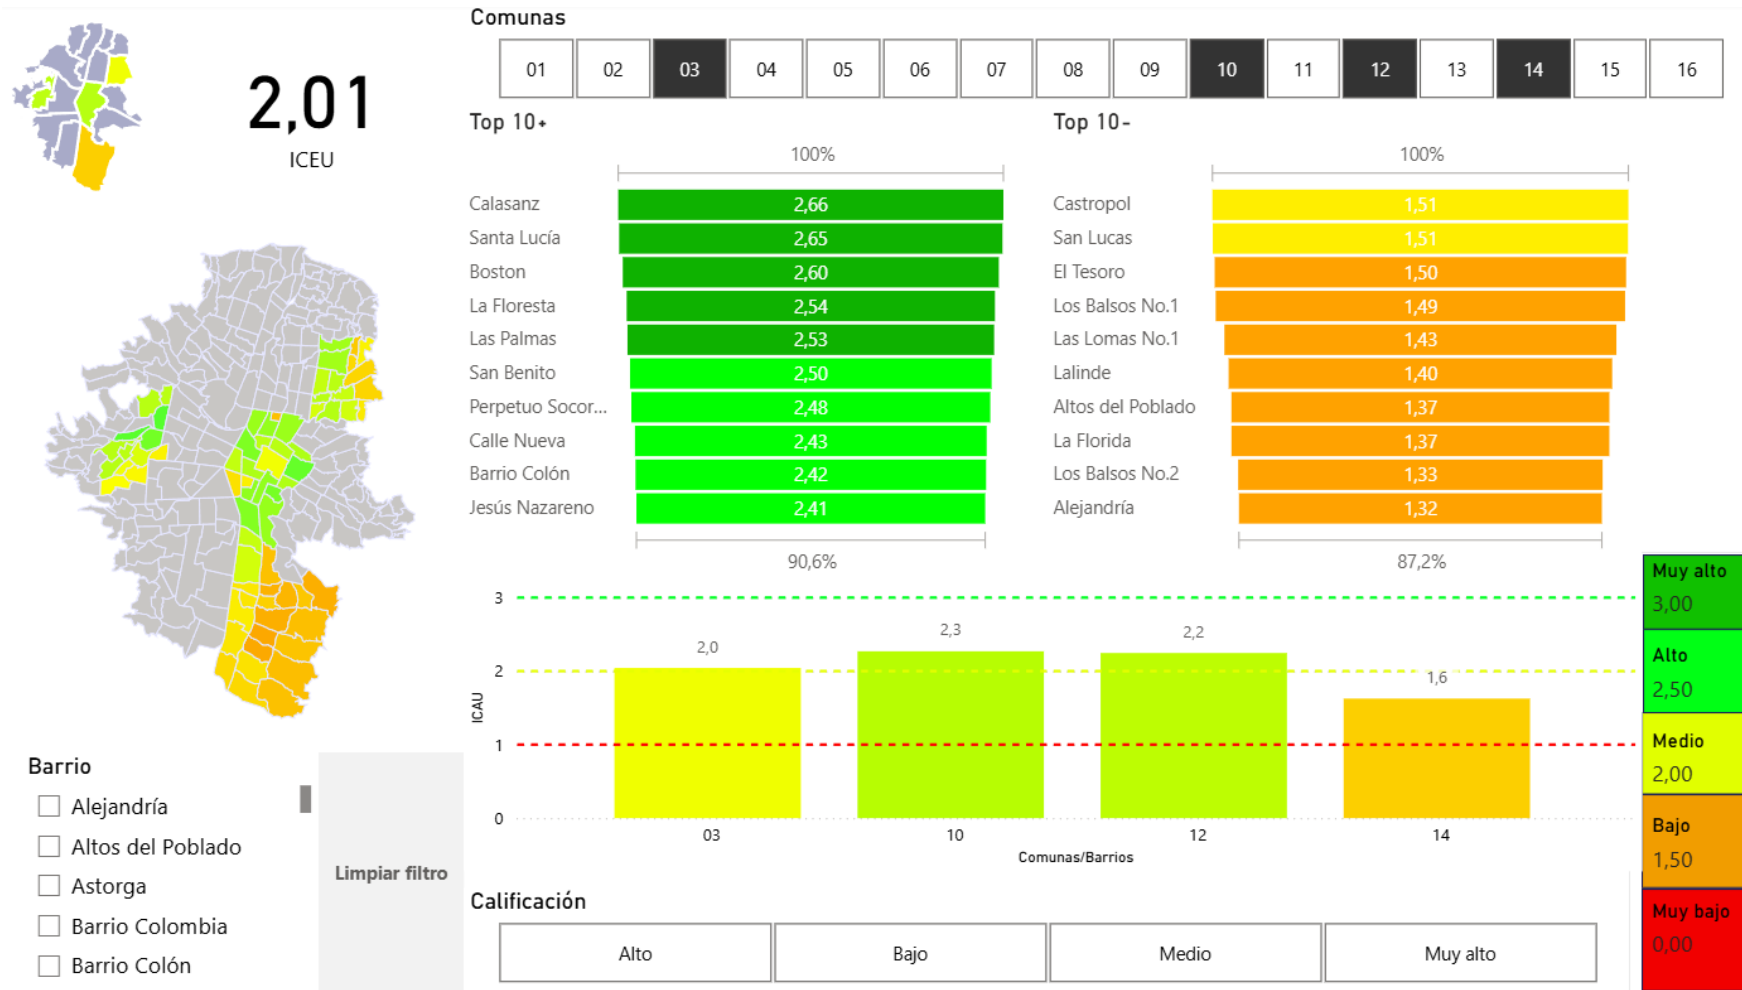 2,01
ICEU
Comunas
01 02 03 04 05 06 07 08 09 10 11 12 13 14 15 16
Top 10+
100%
Calasanz 2,66
Santa Lucía 2,65
Boston 2,60
La Floresta 2,54
Las Palmas 2,53
San Benito 2,50
Perpetuo Socor... 2,48
Calle Nueva 2,43
Barrio Colón 2,42
Jesús Nazareno 2,41
90,6%
Top 10-
100%
Castropol 1,51
San Lucas 1,51
El Tesoro 1,50
Los Balsos No.1 1,49
Las Lomas No.1 1,43
Lalinde 1,40
Altos del Poblado 1,37
La Florida 1,37
Los Balsos No.2 1,33
Alejandría 1,32
87,2%
3
2
1
0
ICAU
2,0
2,3
2,2
1,6
03 10 12 14
Comunas/Barrios
Muy alto
3,00
Alto
2,50
Medio
2,00
Bajo
1,50
Muy bajo
0,00
Barrio
Alejandría
Altos del Poblado
Astorga
Barrio Colombia
Barrio Colón
Limpiar filtro
Calificación
Alto Bajo Medio Muy alto